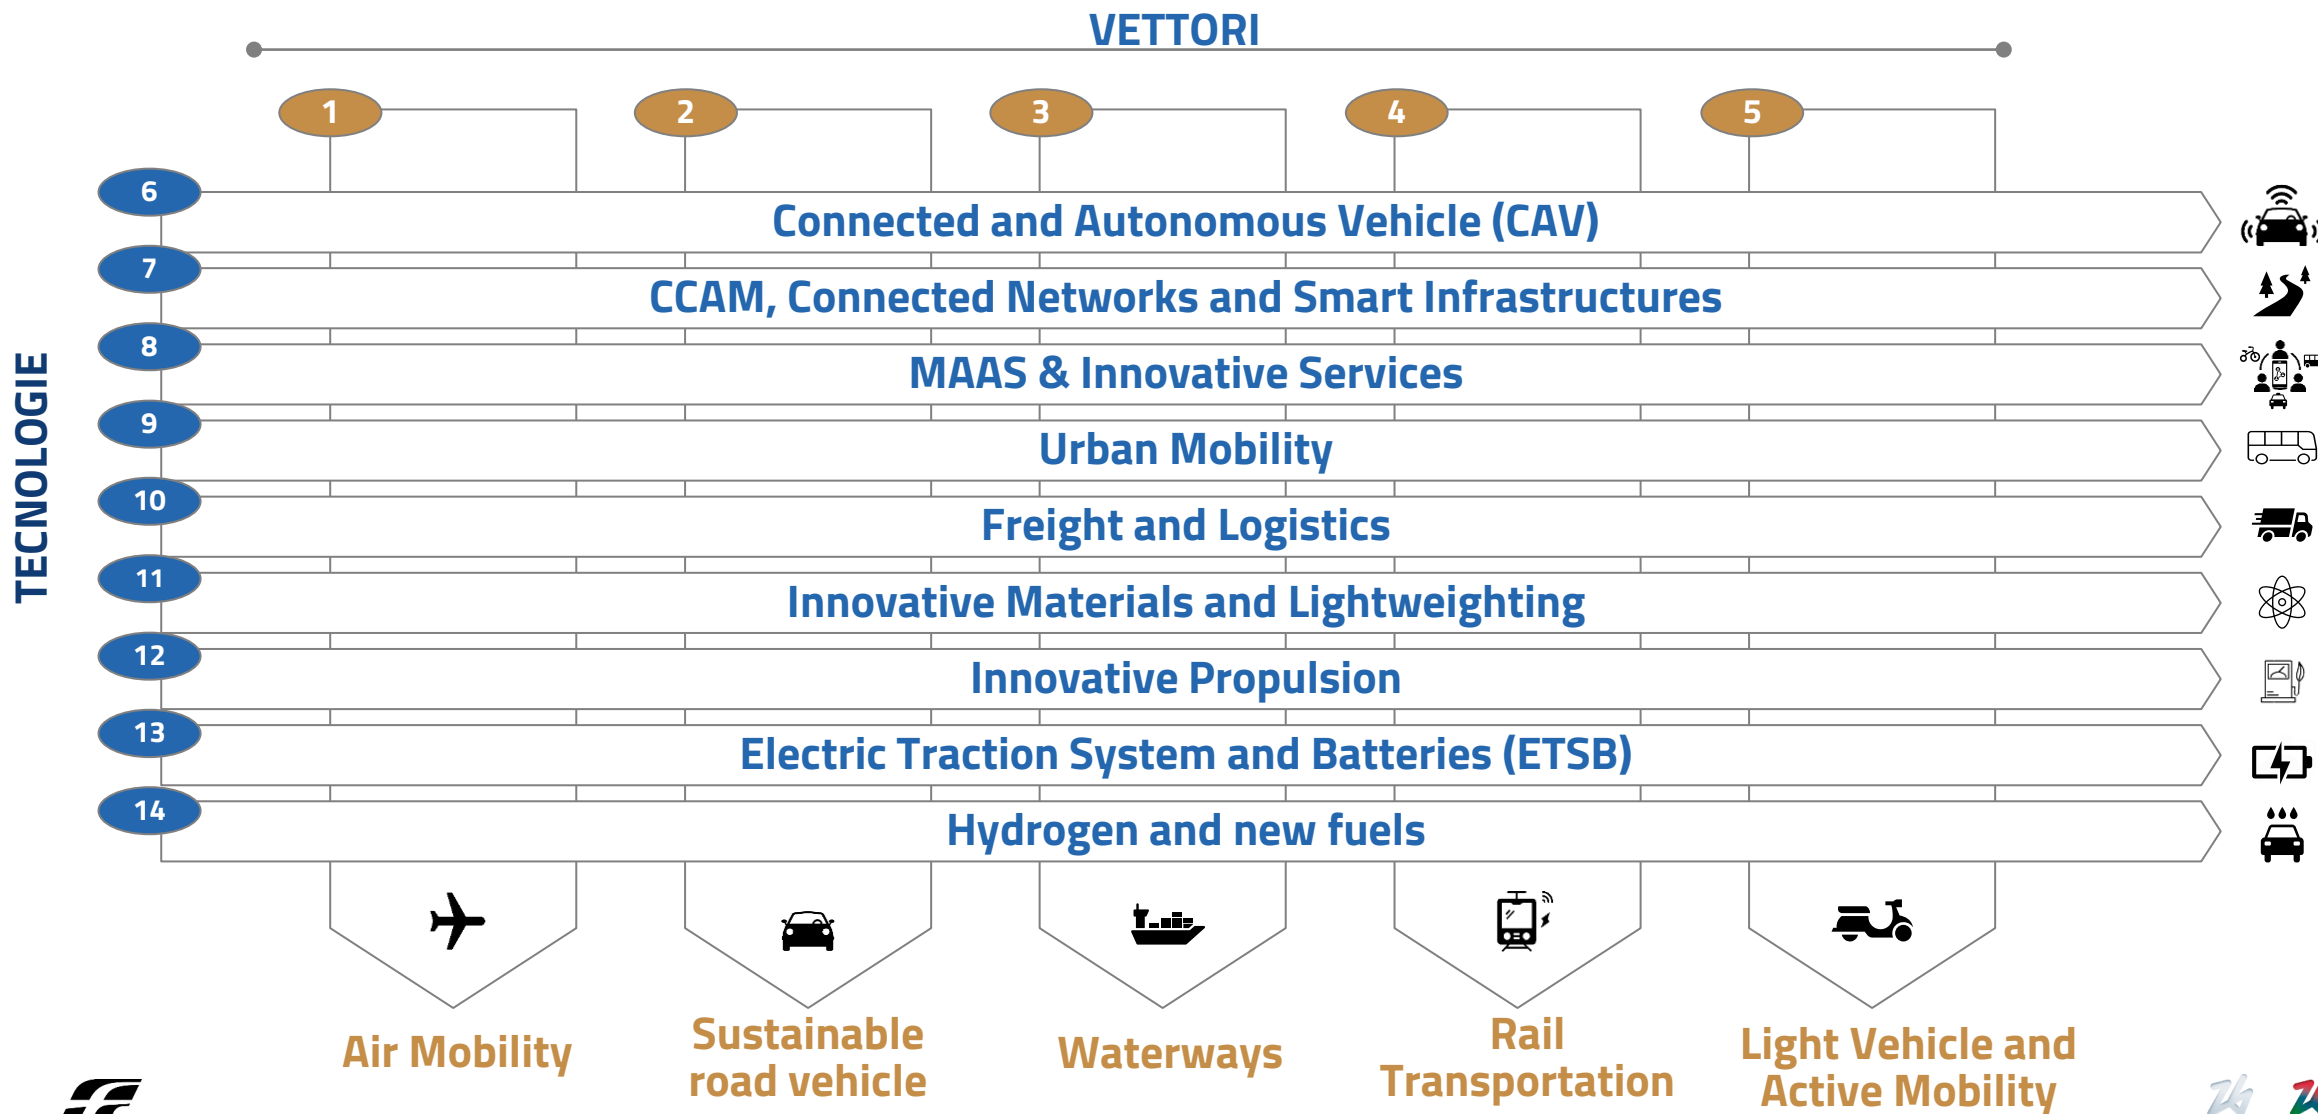 VETTORI
1
2
3
4
5
TECNOLOGIE
6
Connected and Autonomous Vehicle (CAV)
7
CCAM, Connected Networks and Smart Infrastructures
8
MAAS & Innovative Services
9
Urban Mobility
10
Freight and Logistics
11
Innovative Materials and Lightweighting
12
Innovative Propulsion
13
Electric Traction System and Batteries (ETSB)
14
Hydrogen and new fuels
Air Mobility
Sustainable
road vehicle
Waterways
Rail
Transportation
Light Vehicle and
Active Mobility